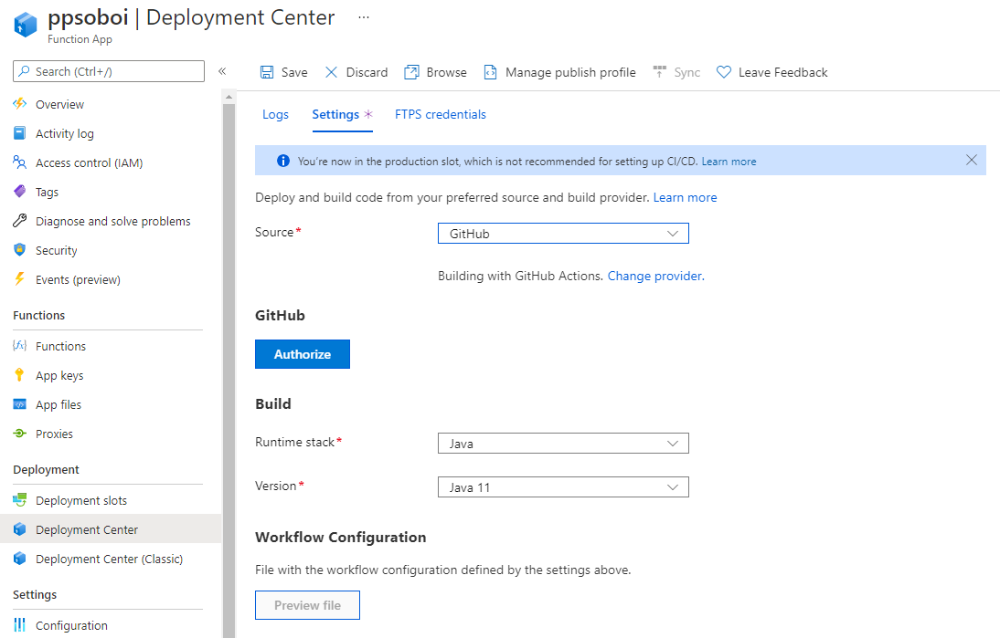 ppsoboi | Deployment Center ...
Function App
Search (Ctrl+/)
«
Overview
Activity log
Access control (IAM)
Tags
Diagnose and solve problems
Security
Events (preview)
Functions
Functions
App keys
App files
Proxies
Deployment
Deployment slots
Deployment Center
Deployment Center (Classic)
Settings
Configuration
Save Discard Browse Manage publish profile Sync Leave Feedback
Logs Settings * FTPS credentials
You're now in the production slot, which is not recommended for setting up CI/CD. Learn more
Deploy and build code from your preferred source and build provider. Learn more
Source* GitHub
Building with GitHub Actions. Change provider.
GitHub
Authorize
Build
Runtime stack* Java
Version* Java 11
Workflow Configuration
File with the workflow configuration defined by the settings above.
Preview file